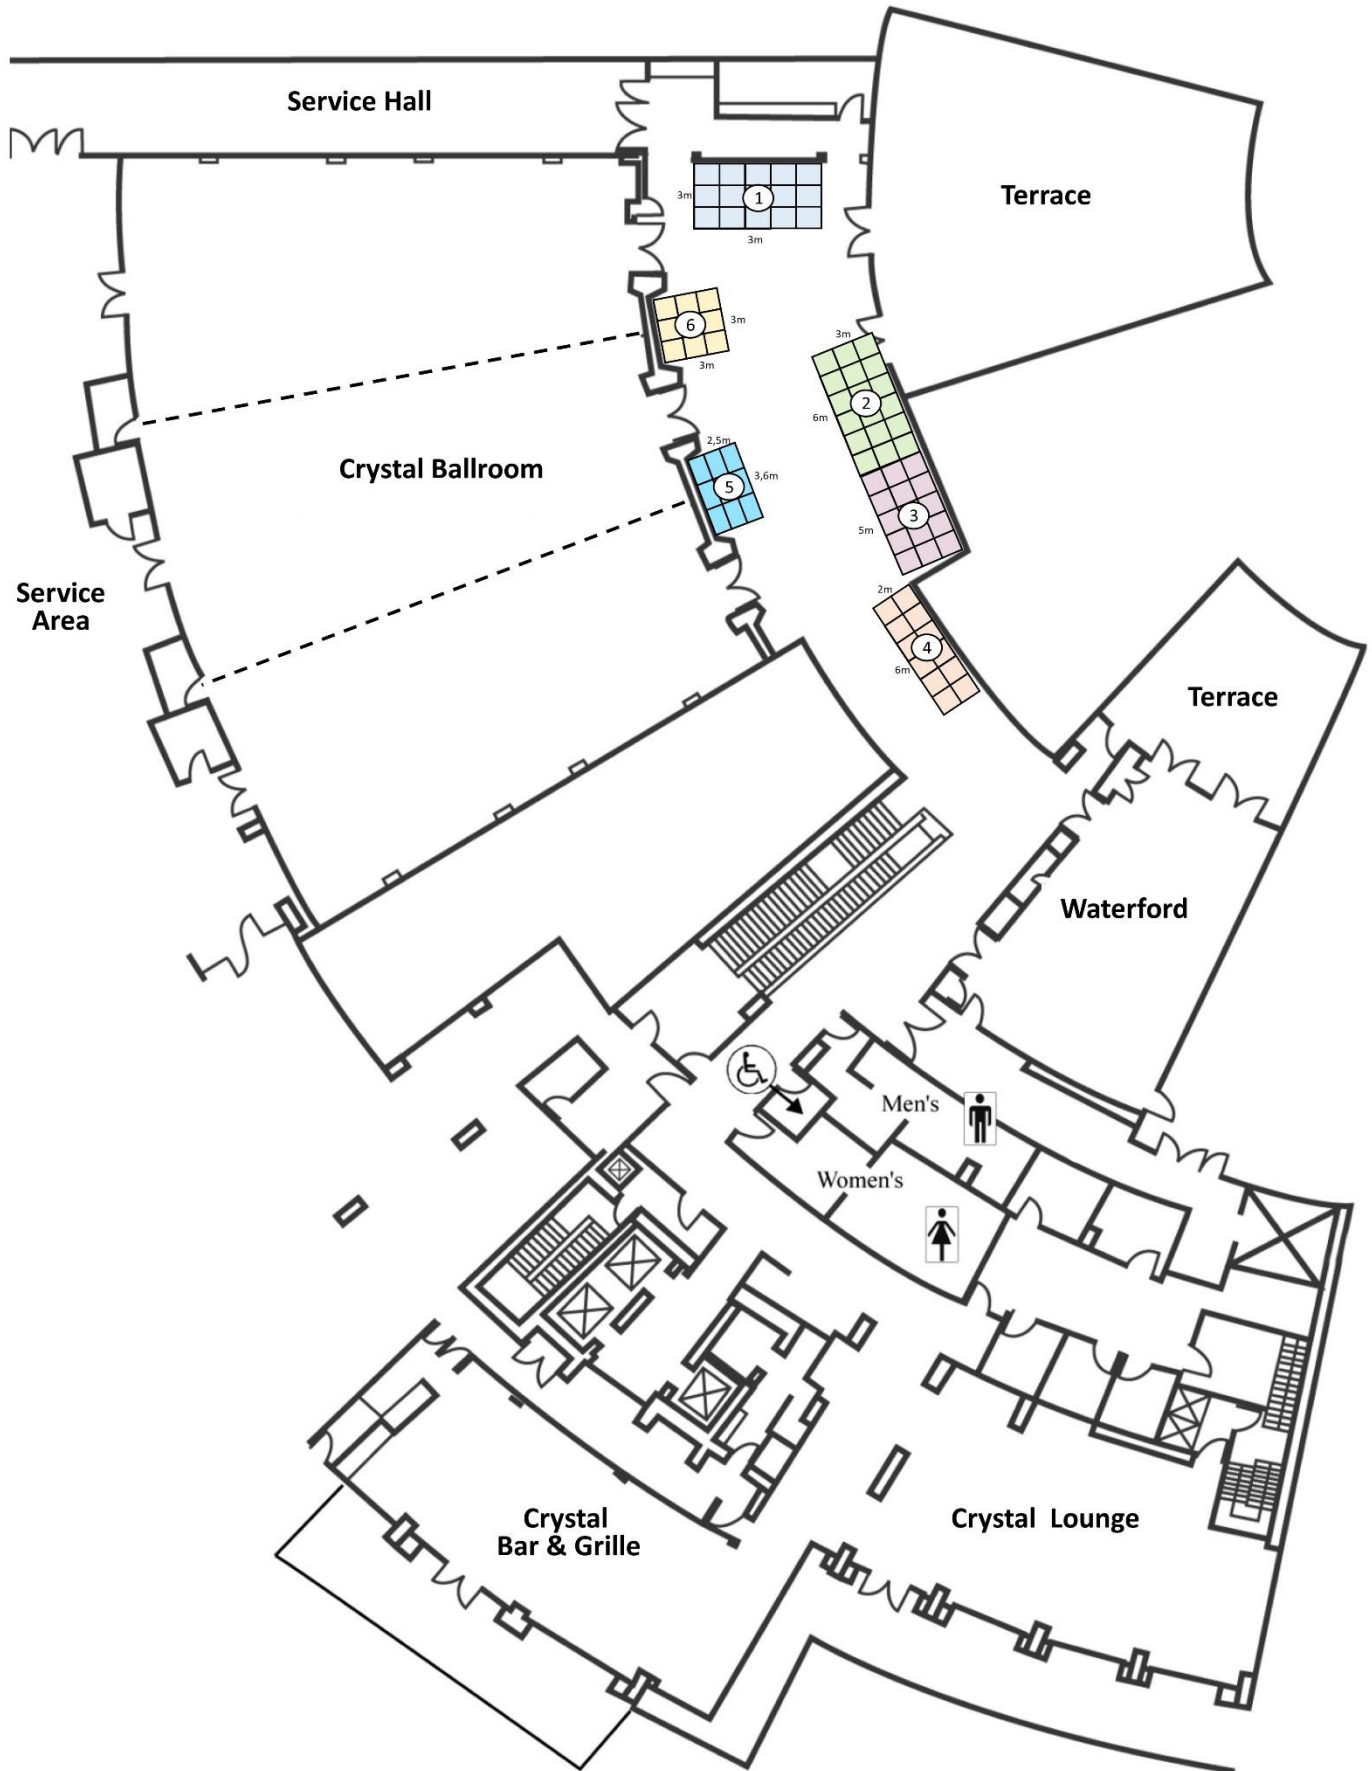 Service Hall
Terrace
3m
1
3m
6
3m
3m
3m
2
6m
Crystal Ballroom
2,5m
5
3,6m
3
5m
Service
Area
2m
4
6m
Terrace
Waterford
Men's
Women's
Crystal
Bar & Grille
Crystal Lounge